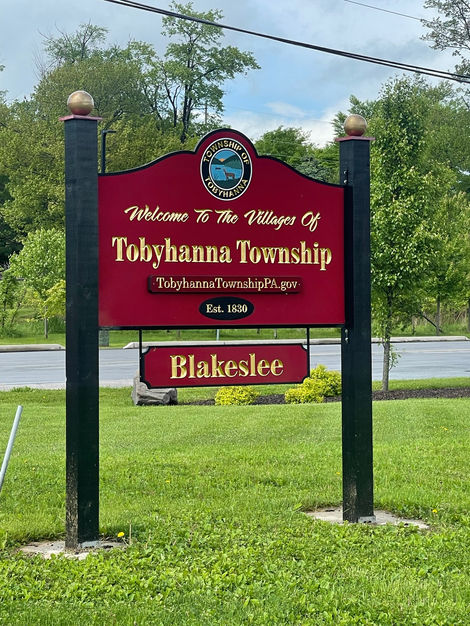 TOWNSHIP OF
TOBYHANNA
Welcome To The Villages Of
Tobyhanna Township
TobyhannaTownshipPA.gov
Est. 1830
Blakeslee